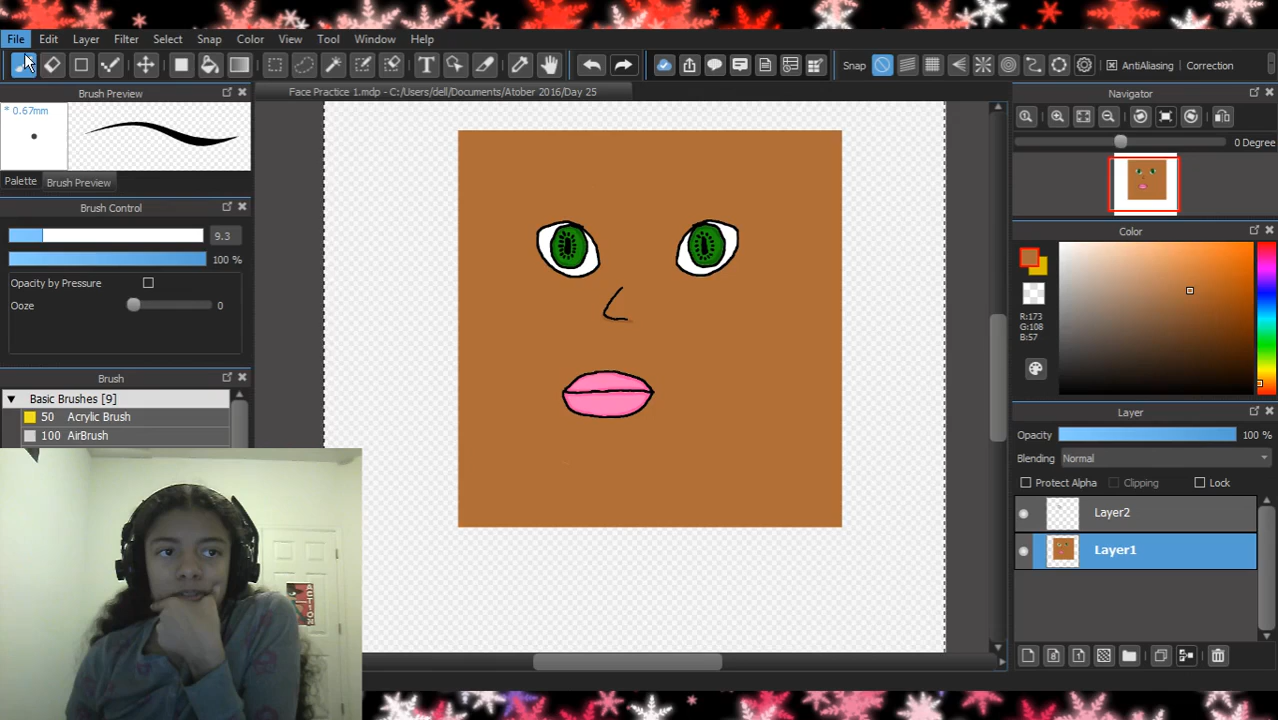 File Edit Layer Filter Select Snap Color View Tool Window Help
T Snap AntiAliasing Correction
Brush Preview Face Practice 1.mdp - C:/Users/dell/Documents/Atober 2016/Day 25 Navigator
* 0.67mm
0 Degree
Palette Brush Preview
Brush Control
9.3
100 %
Opacity by Pressure
Ooze 0
Brush
Basic Brushes [9]
50 Acrylic Brush
100 AirBrush
Color
R:173
G:108
B:57
Layer
Opacity 100 %
Blending Normal
Protect Alpha Clipping Lock
Layer2
Layer1
ACTION